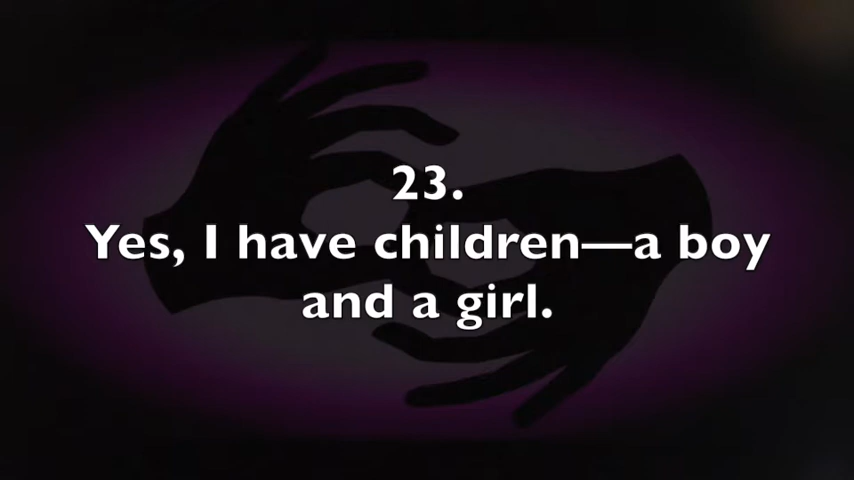 23.
Yes, I have children—a boy
and a girl.